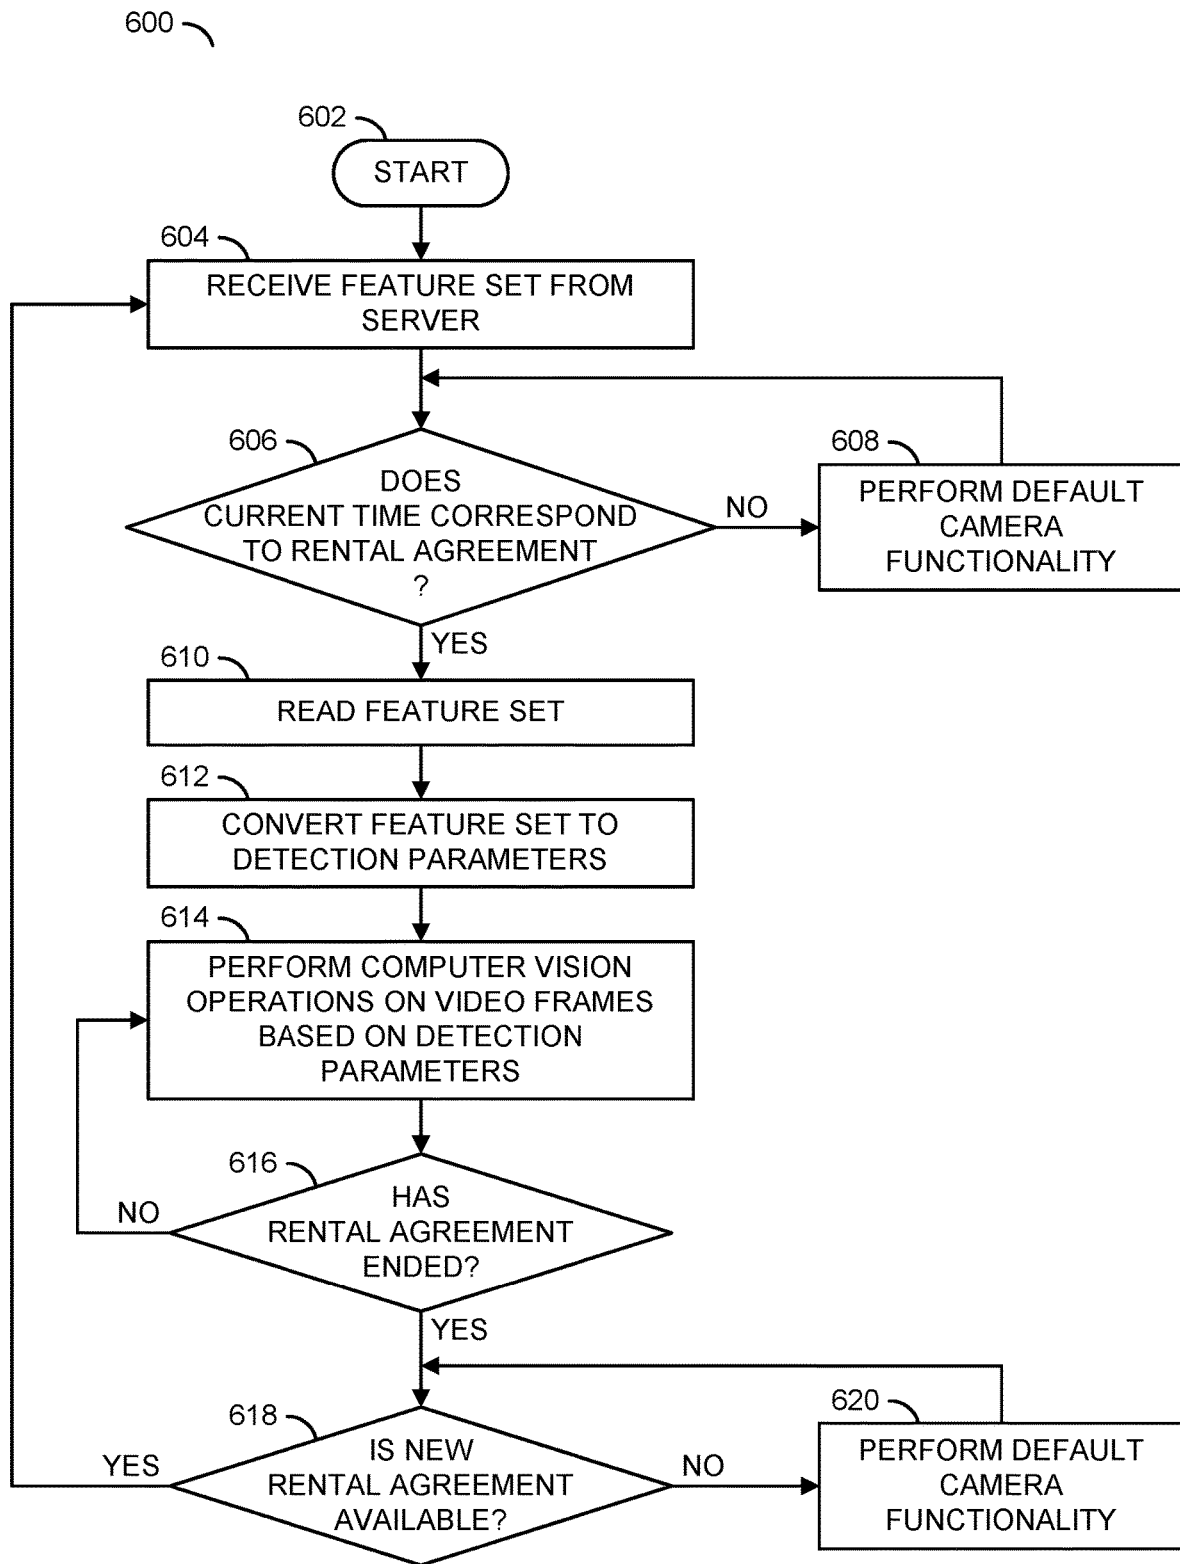 600
602
START
604
RECEIVE FEATURE SET FROM
SERVER
606
DOES
CURRENT TIME CORRESPOND
TO RENTAL AGREEMENT
?
NO
608
PERFORM DEFAULT
CAMERA
FUNCTIONALITY
YES
610
READ FEATURE SET
612
CONVERT FEATURE SET TO
DETECTION PARAMETERS
614
PERFORM COMPUTER VISION
OPERATIONS ON VIDEO FRAMES
BASED ON DETECTION
PARAMETERS
616
HAS
RENTAL AGREEMENT
ENDED?
NO
YES
618
IS NEW
RENTAL AGREEMENT
AVAILABLE?
YES
NO
620
PERFORM DEFAULT
CAMERA
FUNCTIONALITY